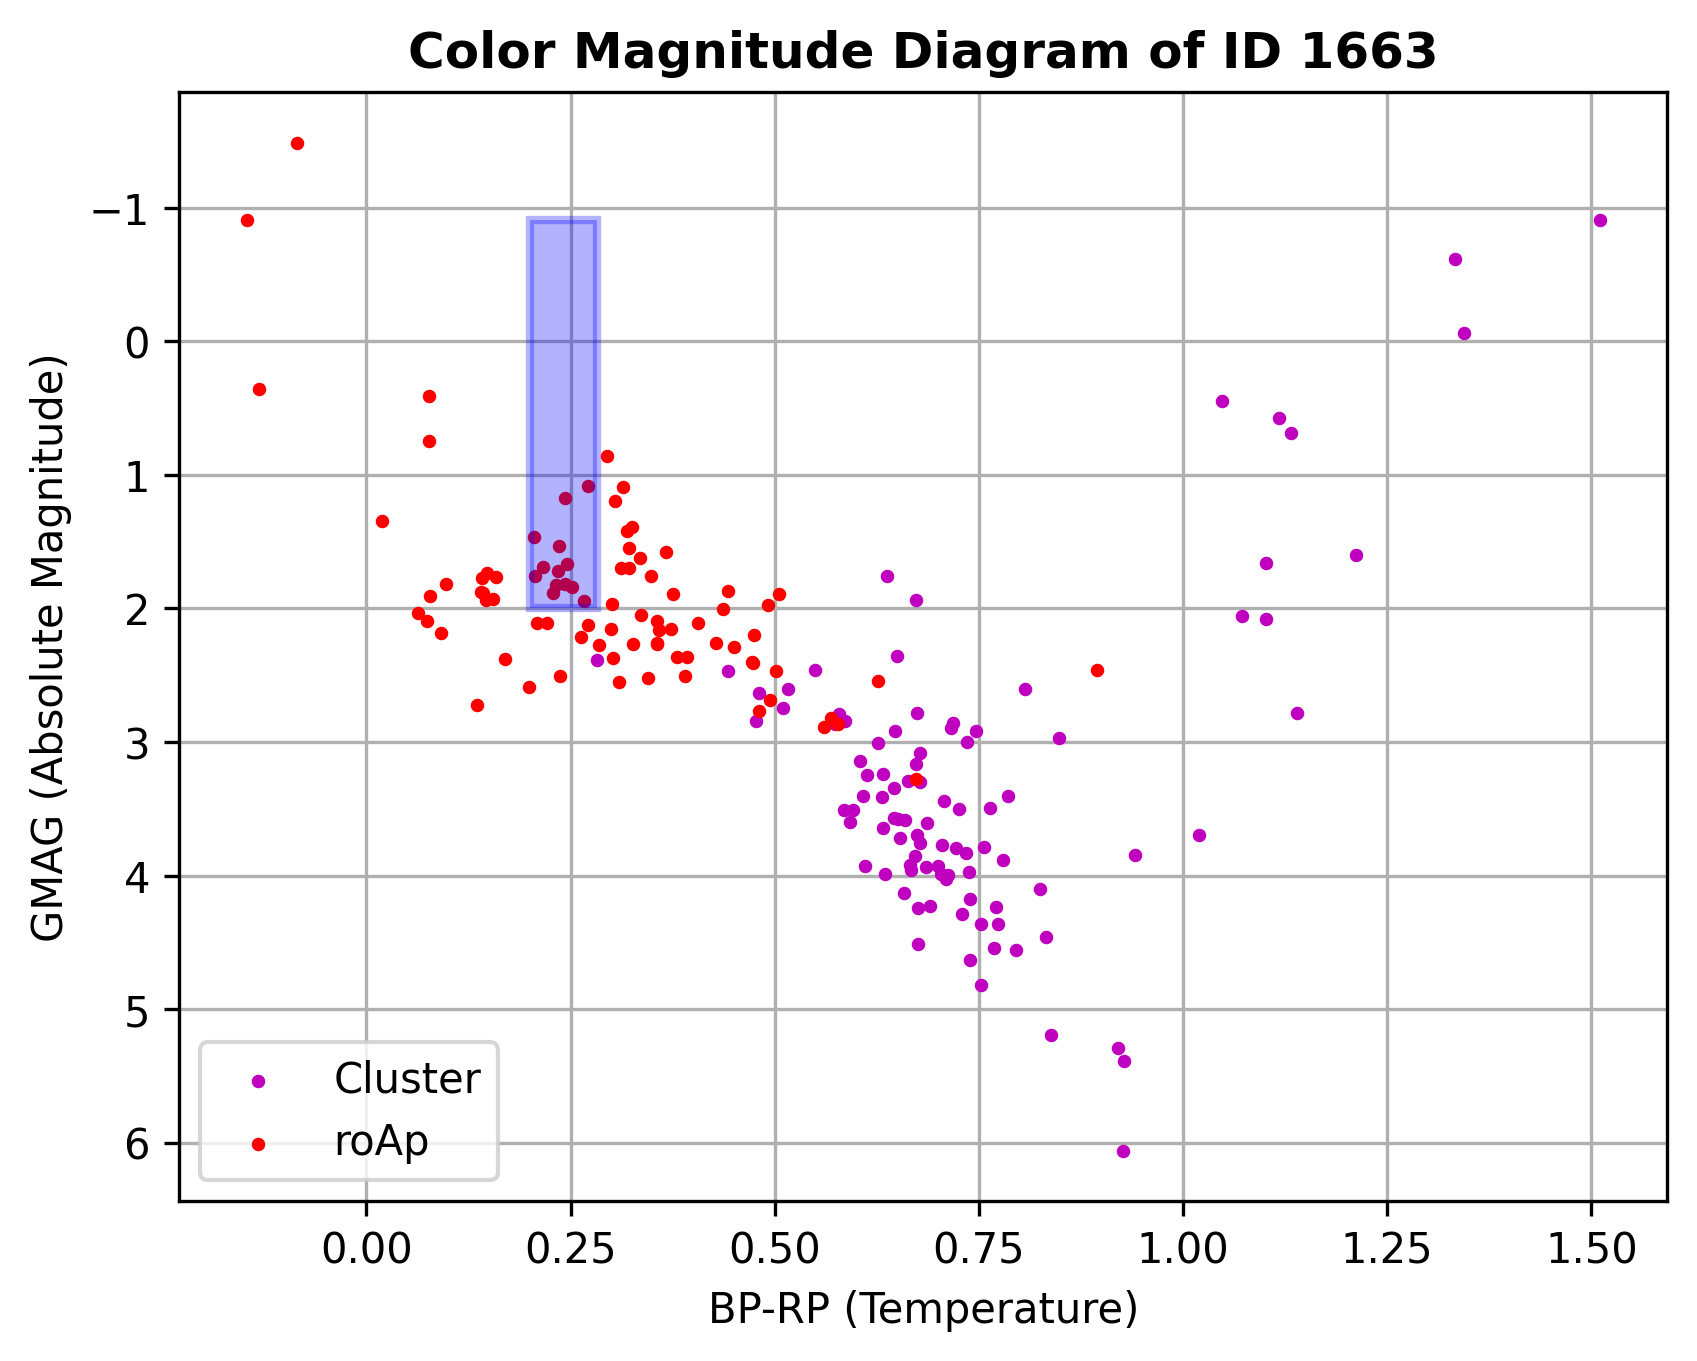 Color Magnitude Diagram of ID 1663
GMAG (Absolute Magnitude)
−1
0
1
2
3
4
5
6
Cluster
roAp
0.00 0.25 0.50 0.75 1.00 1.25 1.50
BP-RP (Temperature)